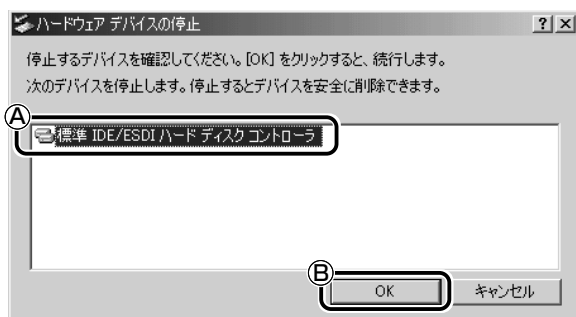 ハードウェア デバイスの停止
? ×
停止するデバイスを確認してください。[OK] をクリックすると、続行します。
次のデバイスを停止します。停止するとデバイスを安全に削除できます。
Ⓐ
標準 IDE/ESDI ハード ディスク コントローラ
Ⓑ
OK
キャンセル